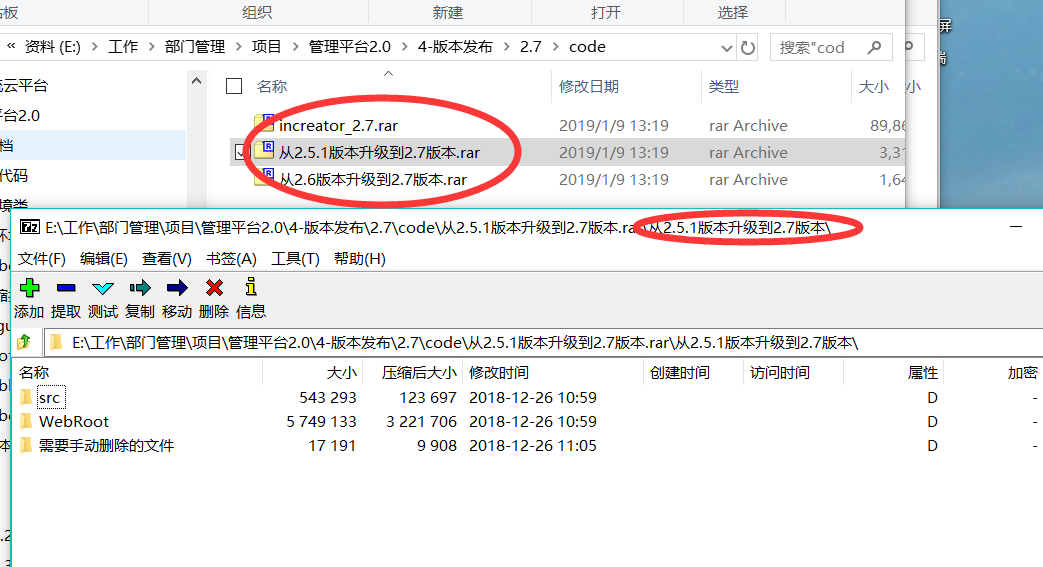 组织 新建 打开 选择
« 资料 (E:) › 工作 › 部门管理 › 项目 › 管理平台2.0 › 4-版本发布 › 2.7 › code 搜索"cod
云平台 名称 修改日期 类型 大小
平台2.0 increator_2.7.rar 2019/1/9 13:19 rar Archive 89,86
档 从2.5.1版本升级到2.7版本.rar 2019/1/9 13:19 rar Archive 3,31
代码 从2.6版本升级到2.7版本.rar 2019/1/9 13:19 rar Archive 1,64
境类
7z E:\工作\部门管理\项目\管理平台2.0\4-版本发布\2.7\code\从2.5.1版本升级到2.7版本.rar\从2.5.1版本升级到2.7版本\
文件(F) 编辑(E) 查看(V) 书签(A) 工具(T) 帮助(H)
添加 提取 测试 复制 移动 删除 信息
E:\工作\部门管理\项目\管理平台2.0\4-版本发布\2.7\code\从2.5.1版本升级到2.7版本.rar\从2.5.1版本升级到2.7版本\
名称 大小 压缩后大小 修改时间 创建时间 访问时间 属性 加密
src 543 293 123 697 2018-12-26 10:59 D -
WebRoot 5 749 133 3 221 706 2018-12-26 10:59 D -
需要手动删除的文件 17 191 9 908 2018-12-26 11:05 D -